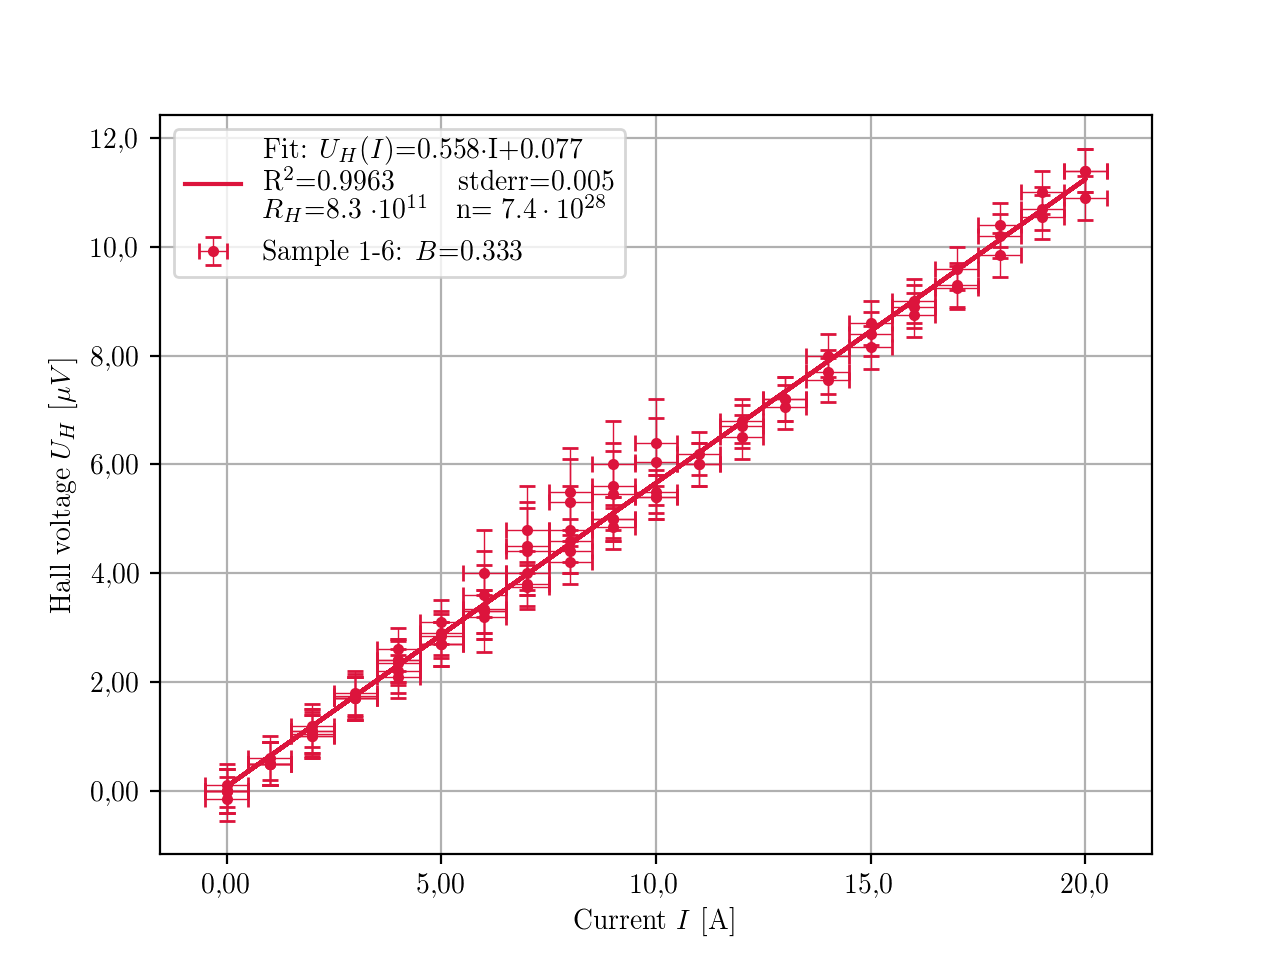 Fit: U_H(I)=0.558·I+0.077
R²=0.9963 stderr=0.005
R_H=8.3 ·10¹¹ n= 7.4 · 10²⁸
Sample 1-6: B=0.333
12,0
10,0
8,00
6,00
4,00
2,00
0,00
Hall voltage U_H [μV]
0,00 5,00 10,0 15,0 20,0
Current I [A]